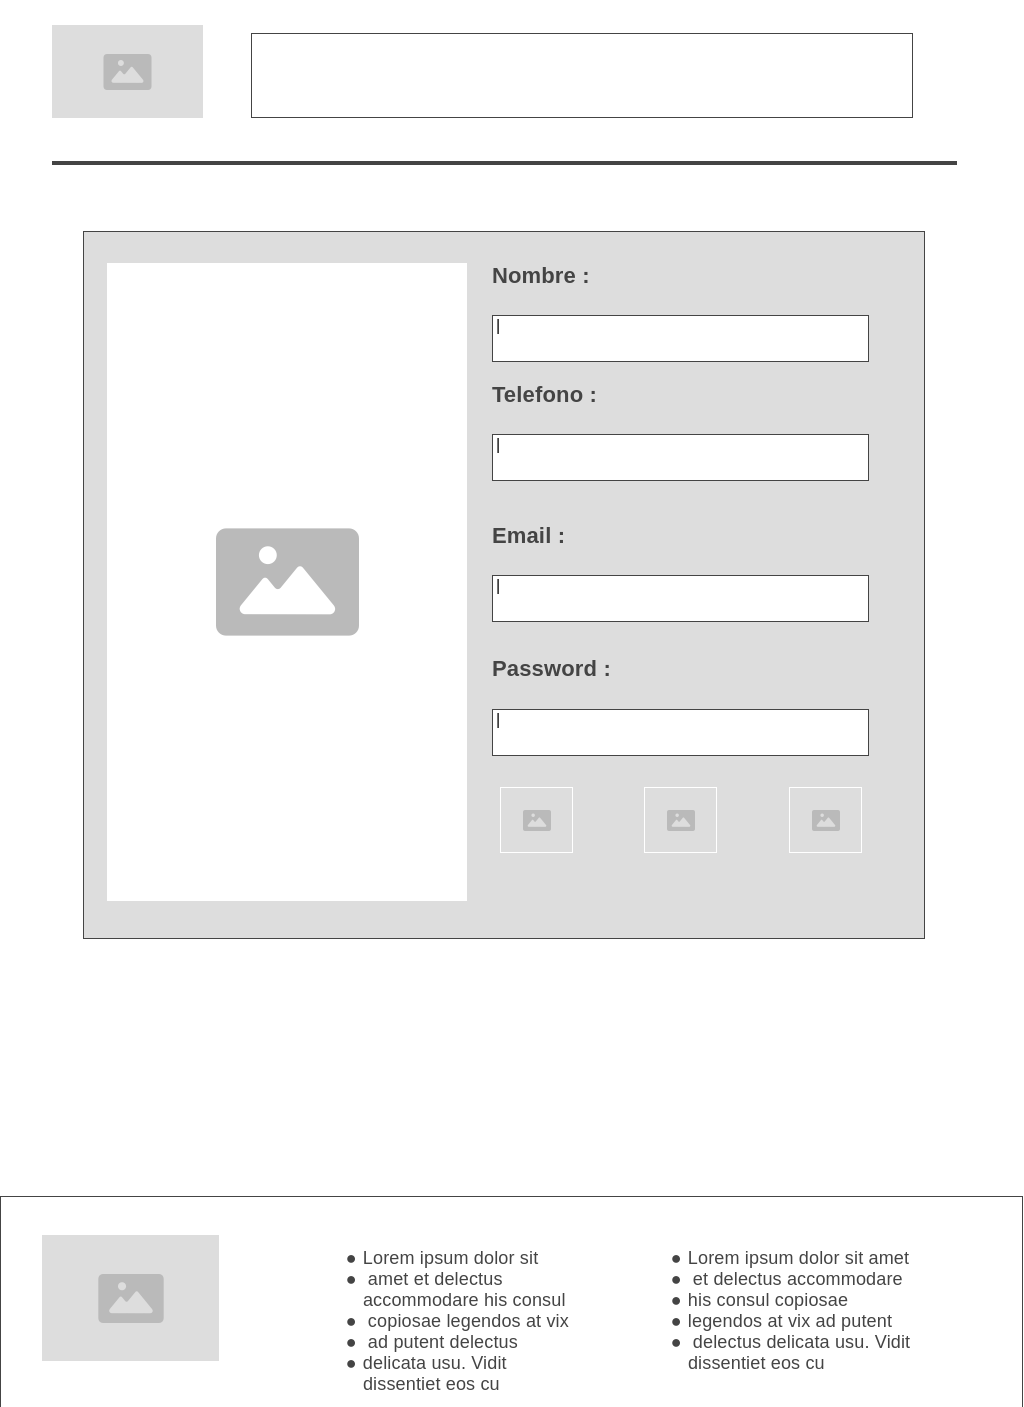 Nombre :
Telefono :
Email :
Password :
● Lorem ipsum dolor sit
● amet et delectus
accommodare his consul
● copiosae legendos at vix
● ad putent delectus
● delicata usu. Vidit
dissentiet eos cu
● Lorem ipsum dolor sit amet
● et delectus accommodare
● his consul copiosae
● legendos at vix ad putent
● delectus delicata usu. Vidit
dissentiet eos cu